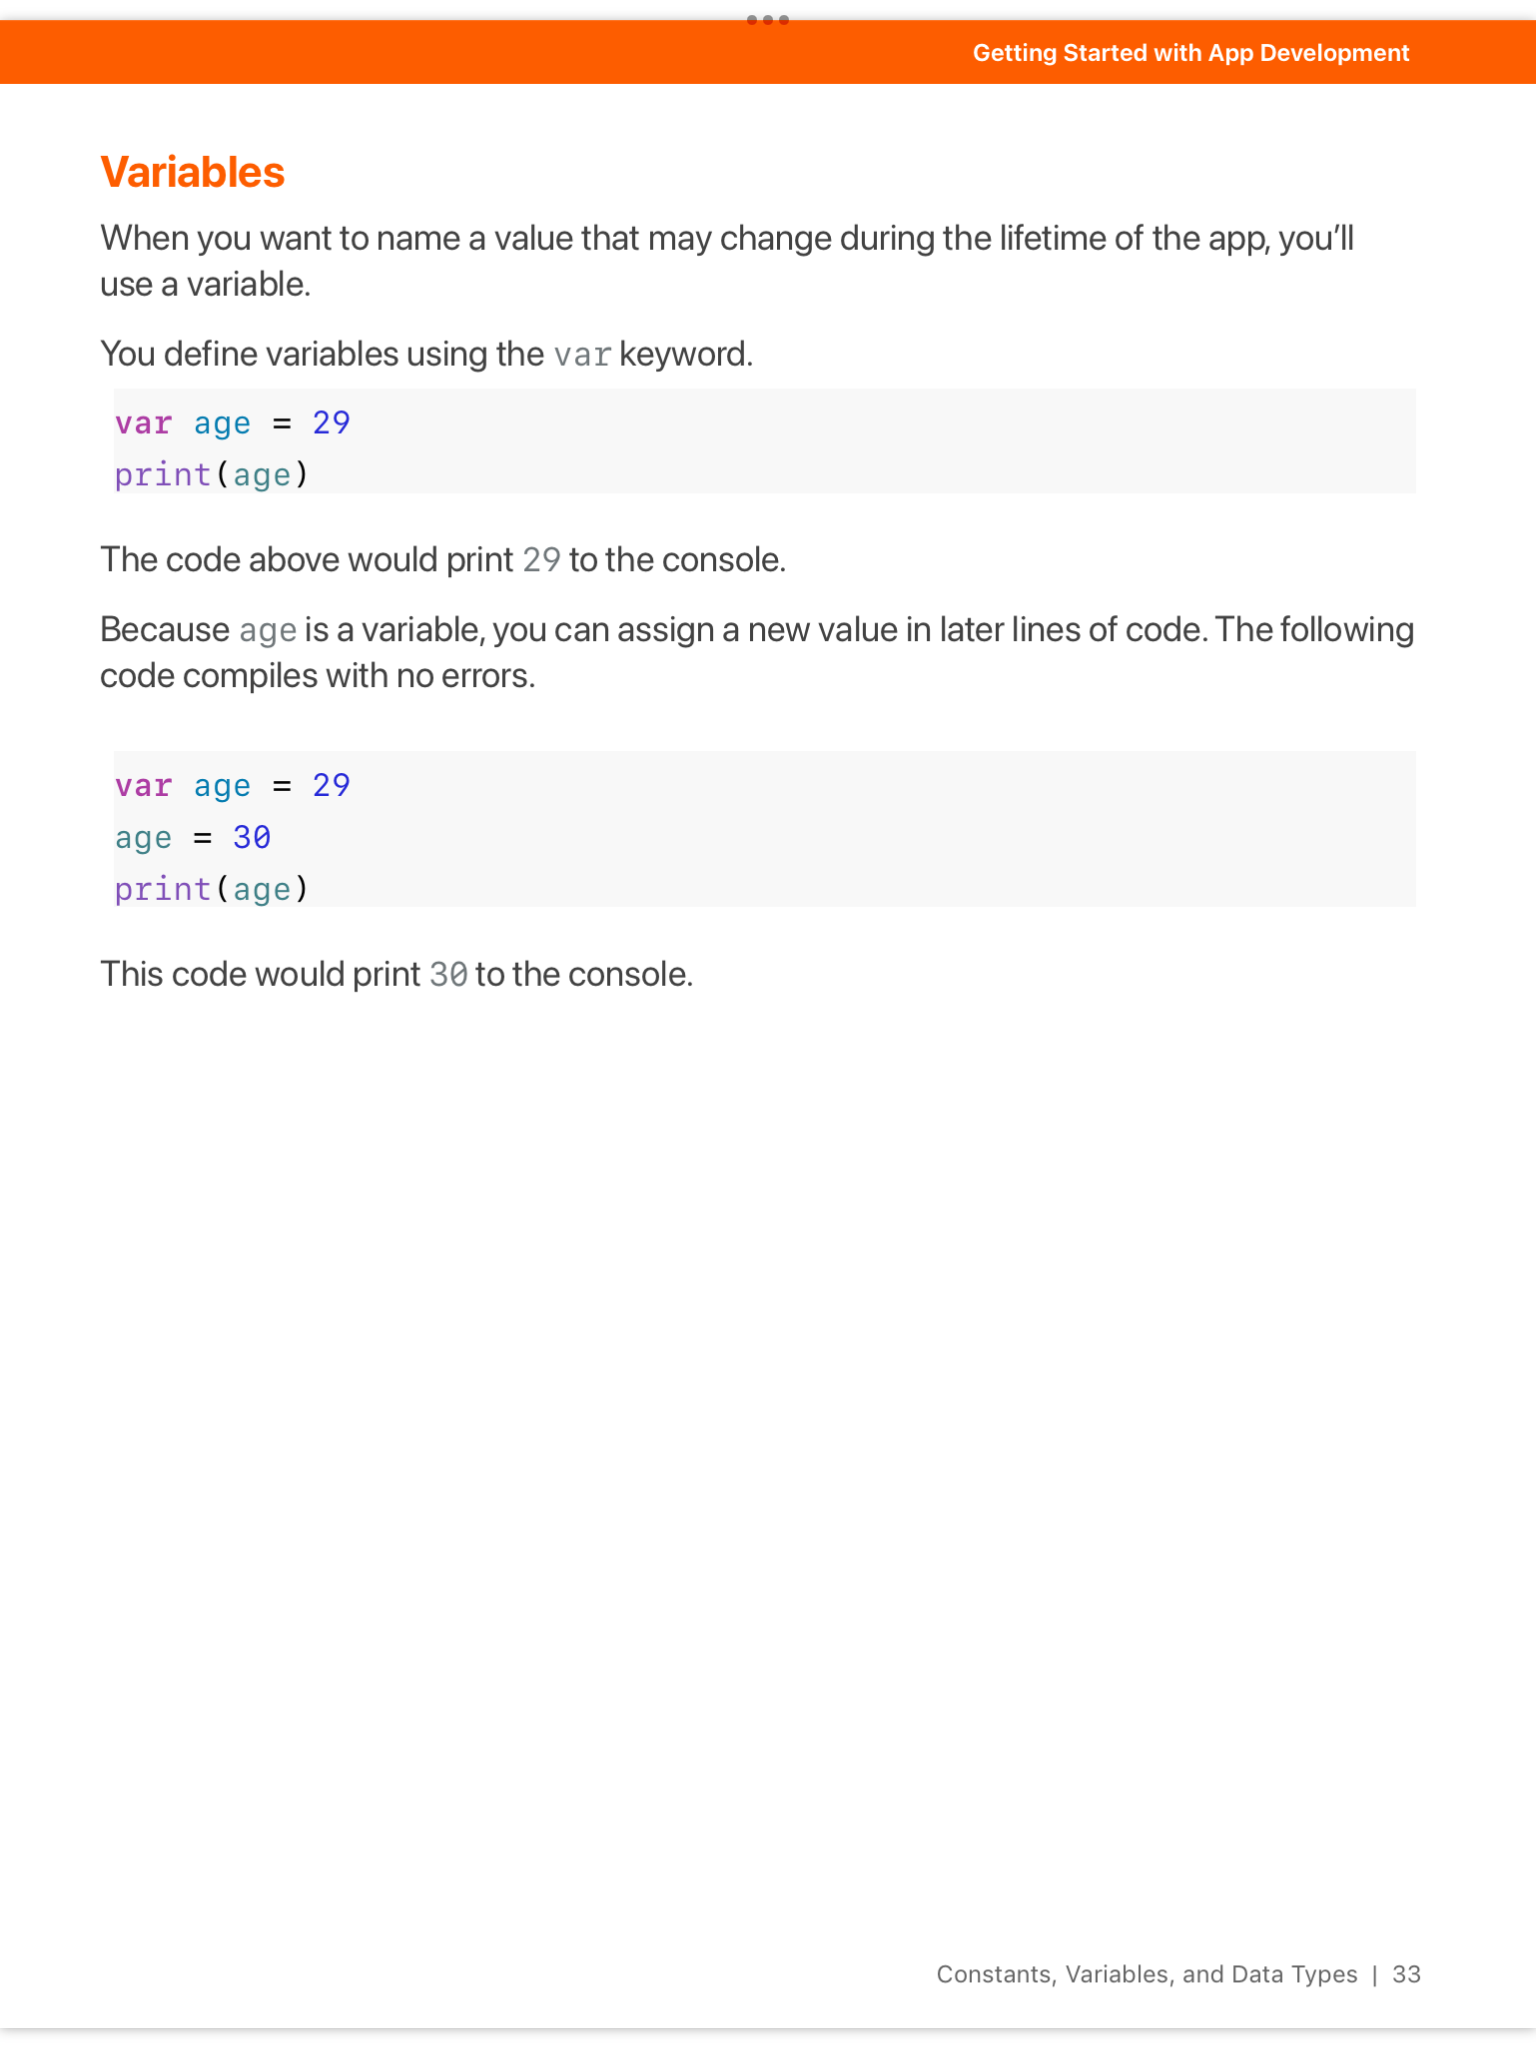 Getting Started with App Development
Variables
When you want to name a value that may change during the lifetime of the app, you’ll
use a variable.
You define variables using the var keyword.
var age = 29
print(age)
The code above would print 29 to the console.
Because age is a variable, you can assign a new value in later lines of code. The following
code compiles with no errors.
var age = 29
age = 30
print(age)
This code would print 30 to the console.
Constants, Variables, and Data Types | 33